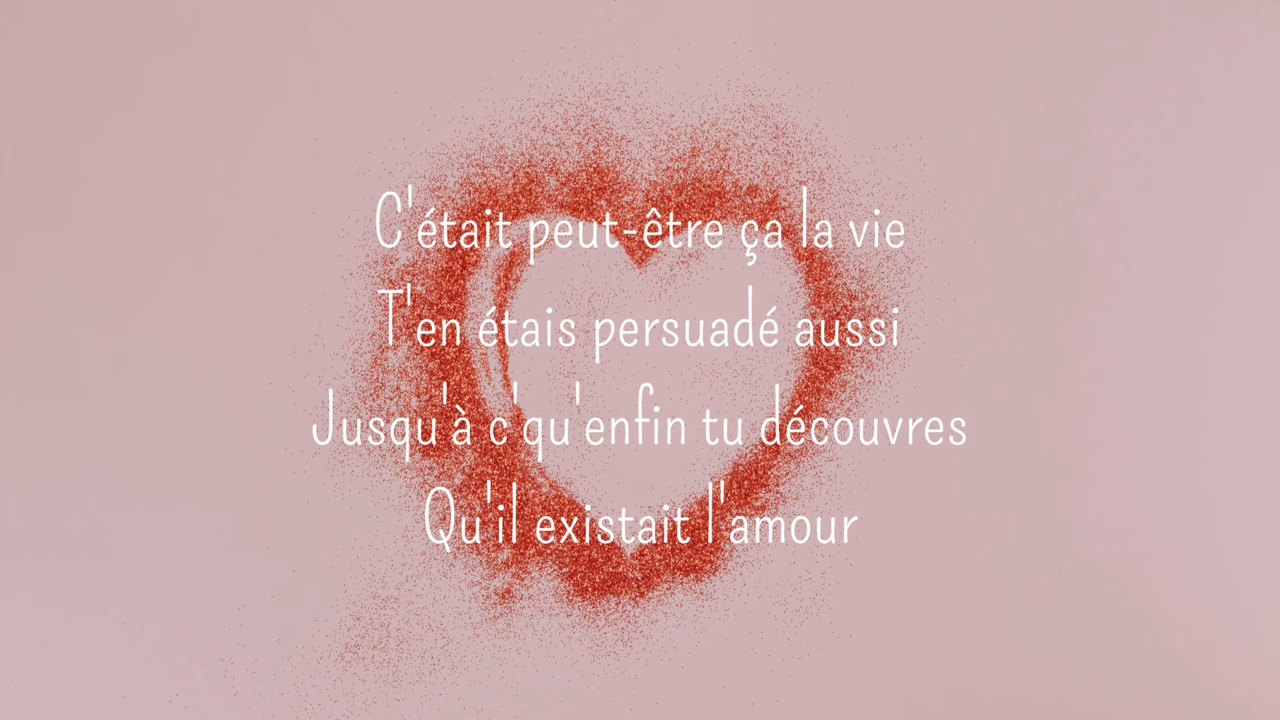 C'était peut-être ça la vie
T'en étais persuadé aussi
Jusqu'à c'qu'enfin tu découvres
Qu'il existait l'amour